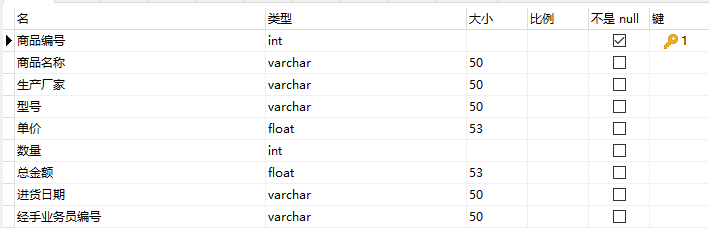 名 类型 大小 比例 不是 null 键
商品编号 int 1
商品名称 varchar 50
生产厂家 varchar 50
型号 varchar 50
单价 float 53
数量 int
总金额 float 53
进货日期 varchar 50
经手业务员编号 varchar 50